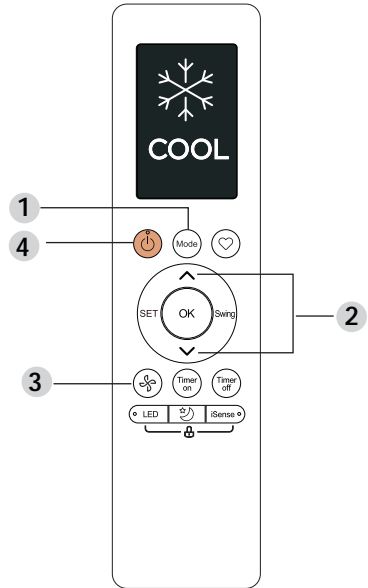 COOL
1
4
Mode
SET
OK
Swing
2
3
Timer on
Timer off
LED
iSense